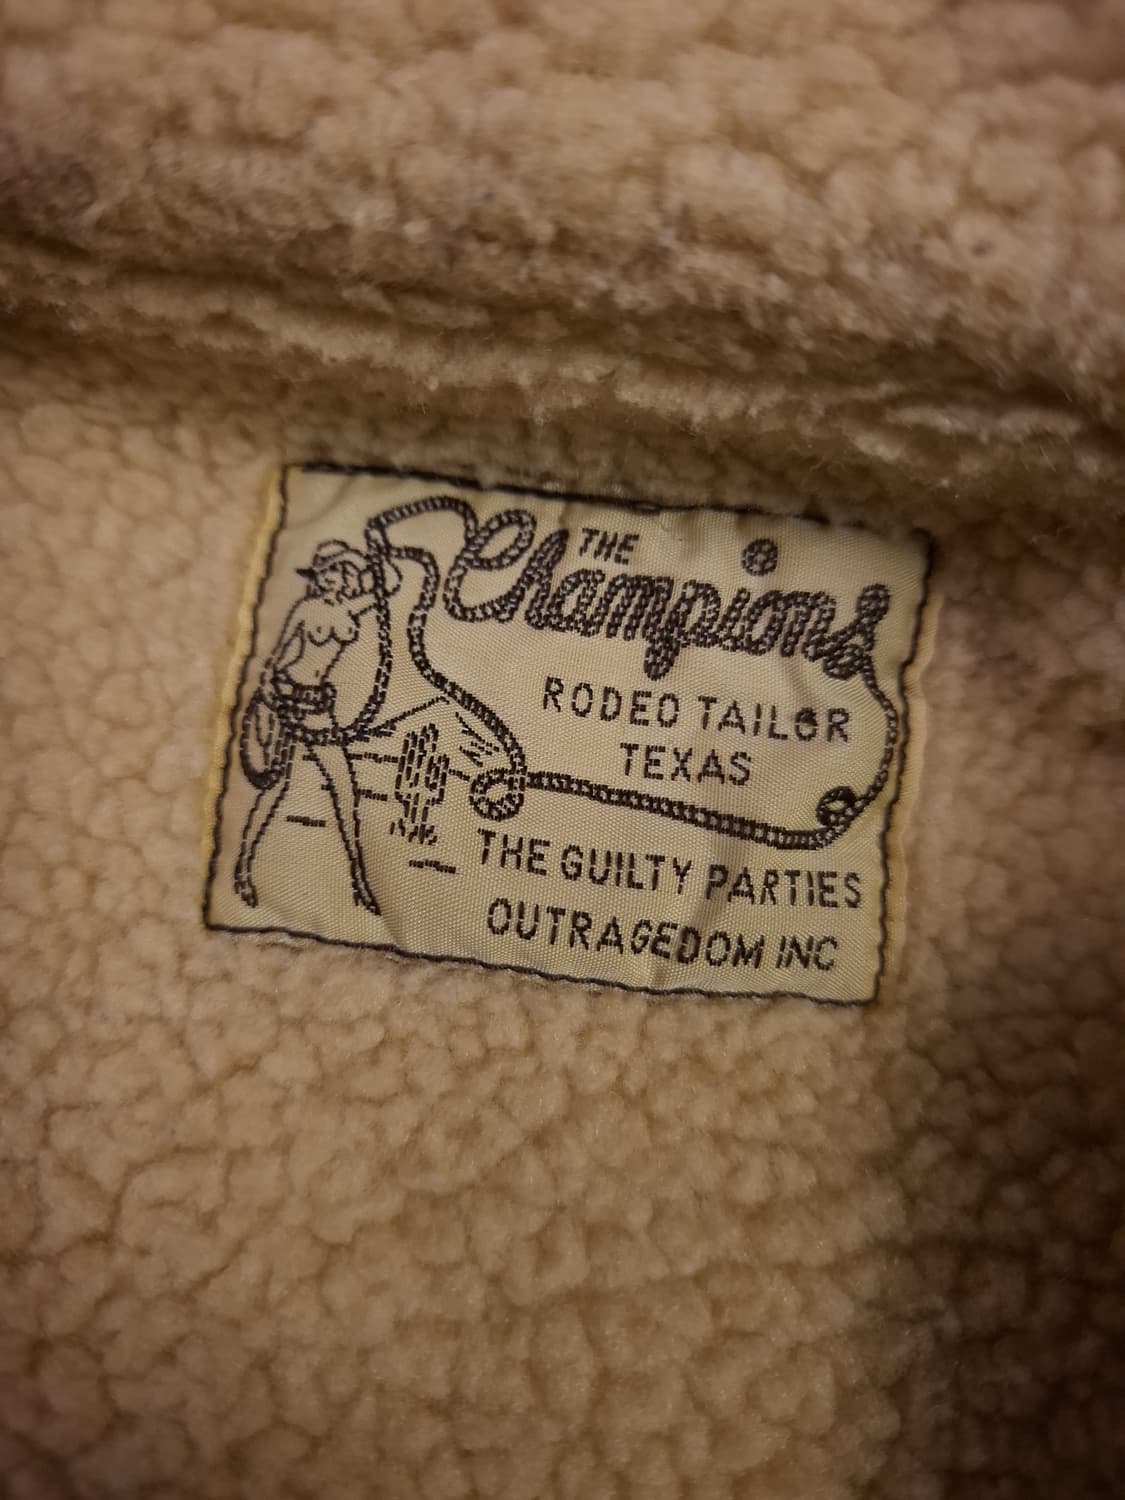 THE
Champions
RODEO TAILOR
TEXAS
THE GUILTY PARTIES
OUTRAGEDOM INC